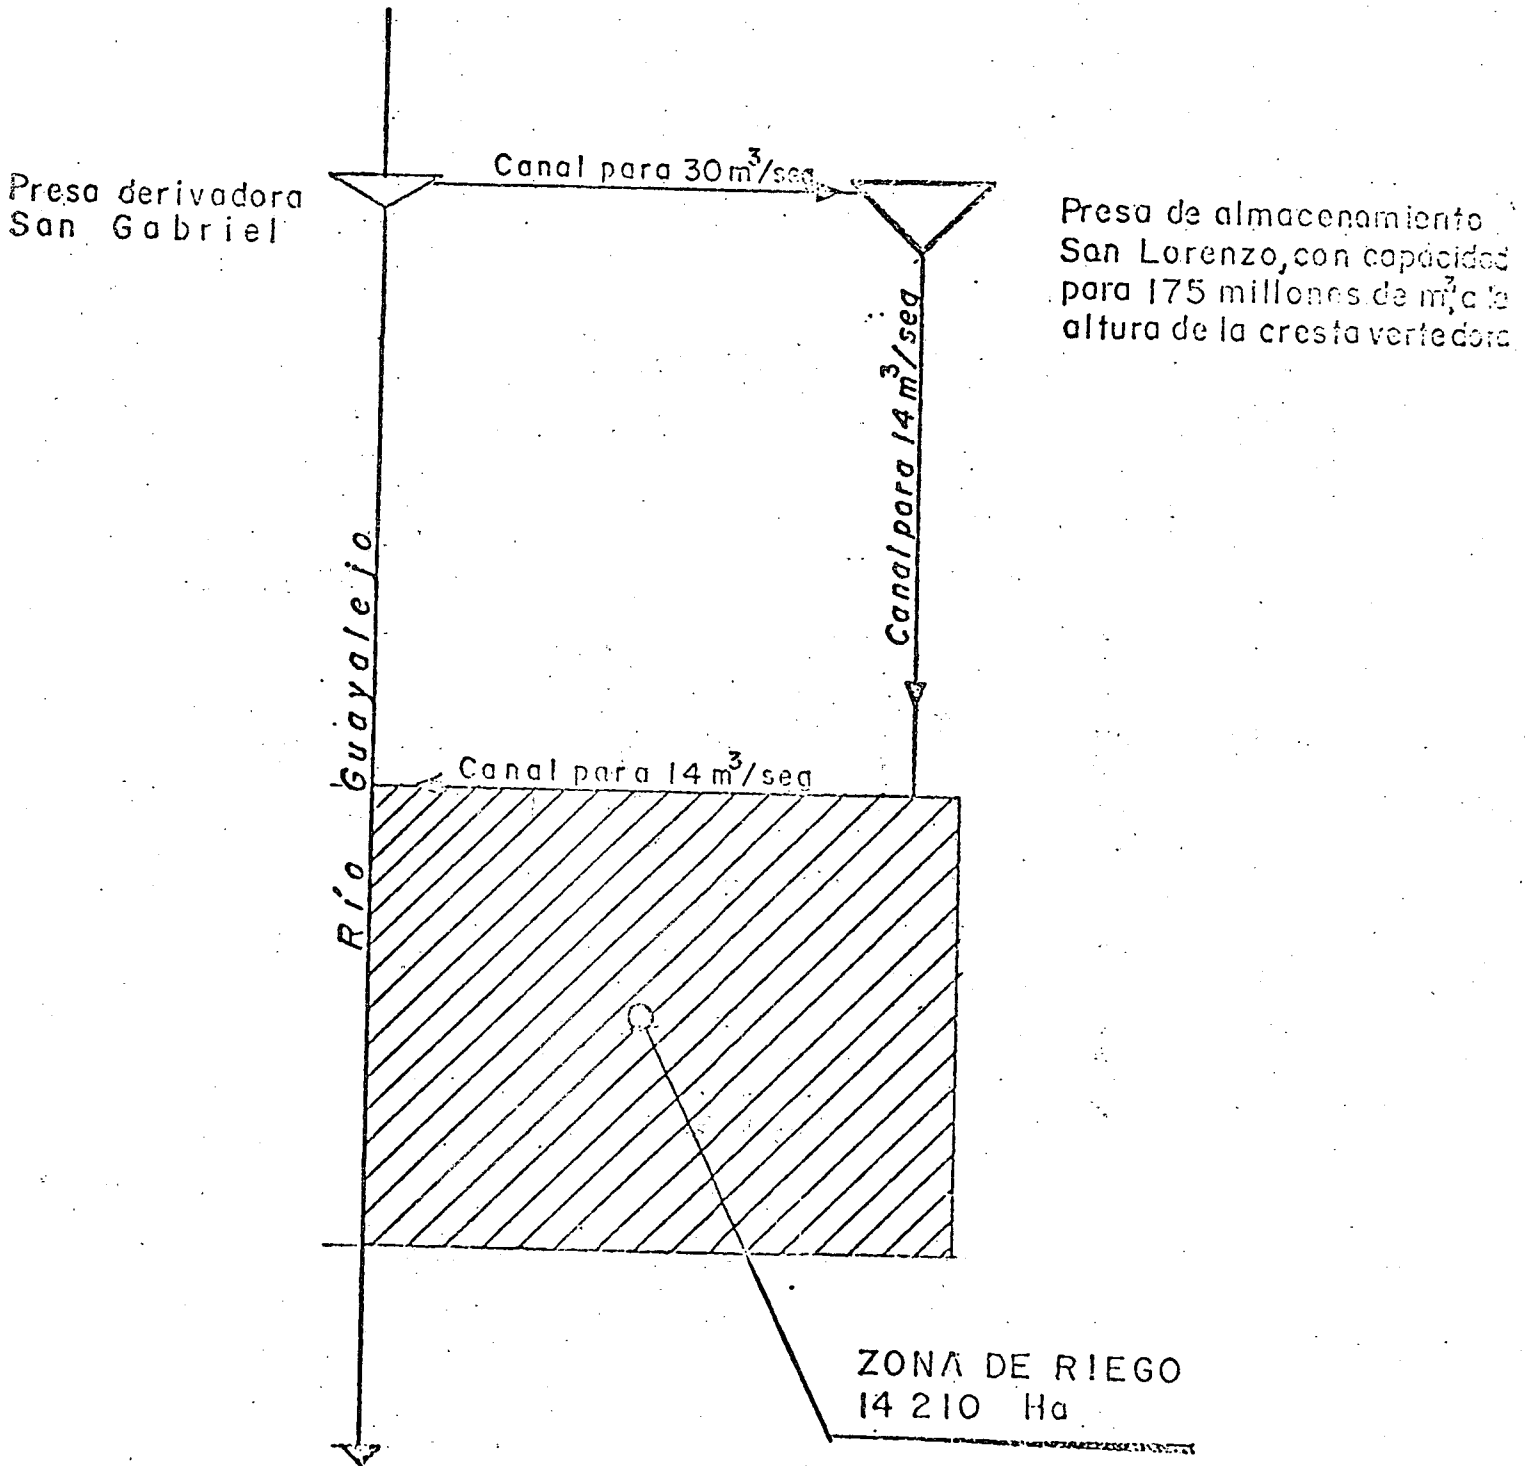 Canal para 30 m³/seg
Presa derivadora
San Gabriel
Presa de almacenamiento
San Lorenzo, con capacidad
para 175 millones de m³, a la
altura de la cresta vertedora
Canal para 14 m³/seg
Río Guayalejo
Canal para 14 m³/seg
ZONA DE RIEGO
14 210 Ha